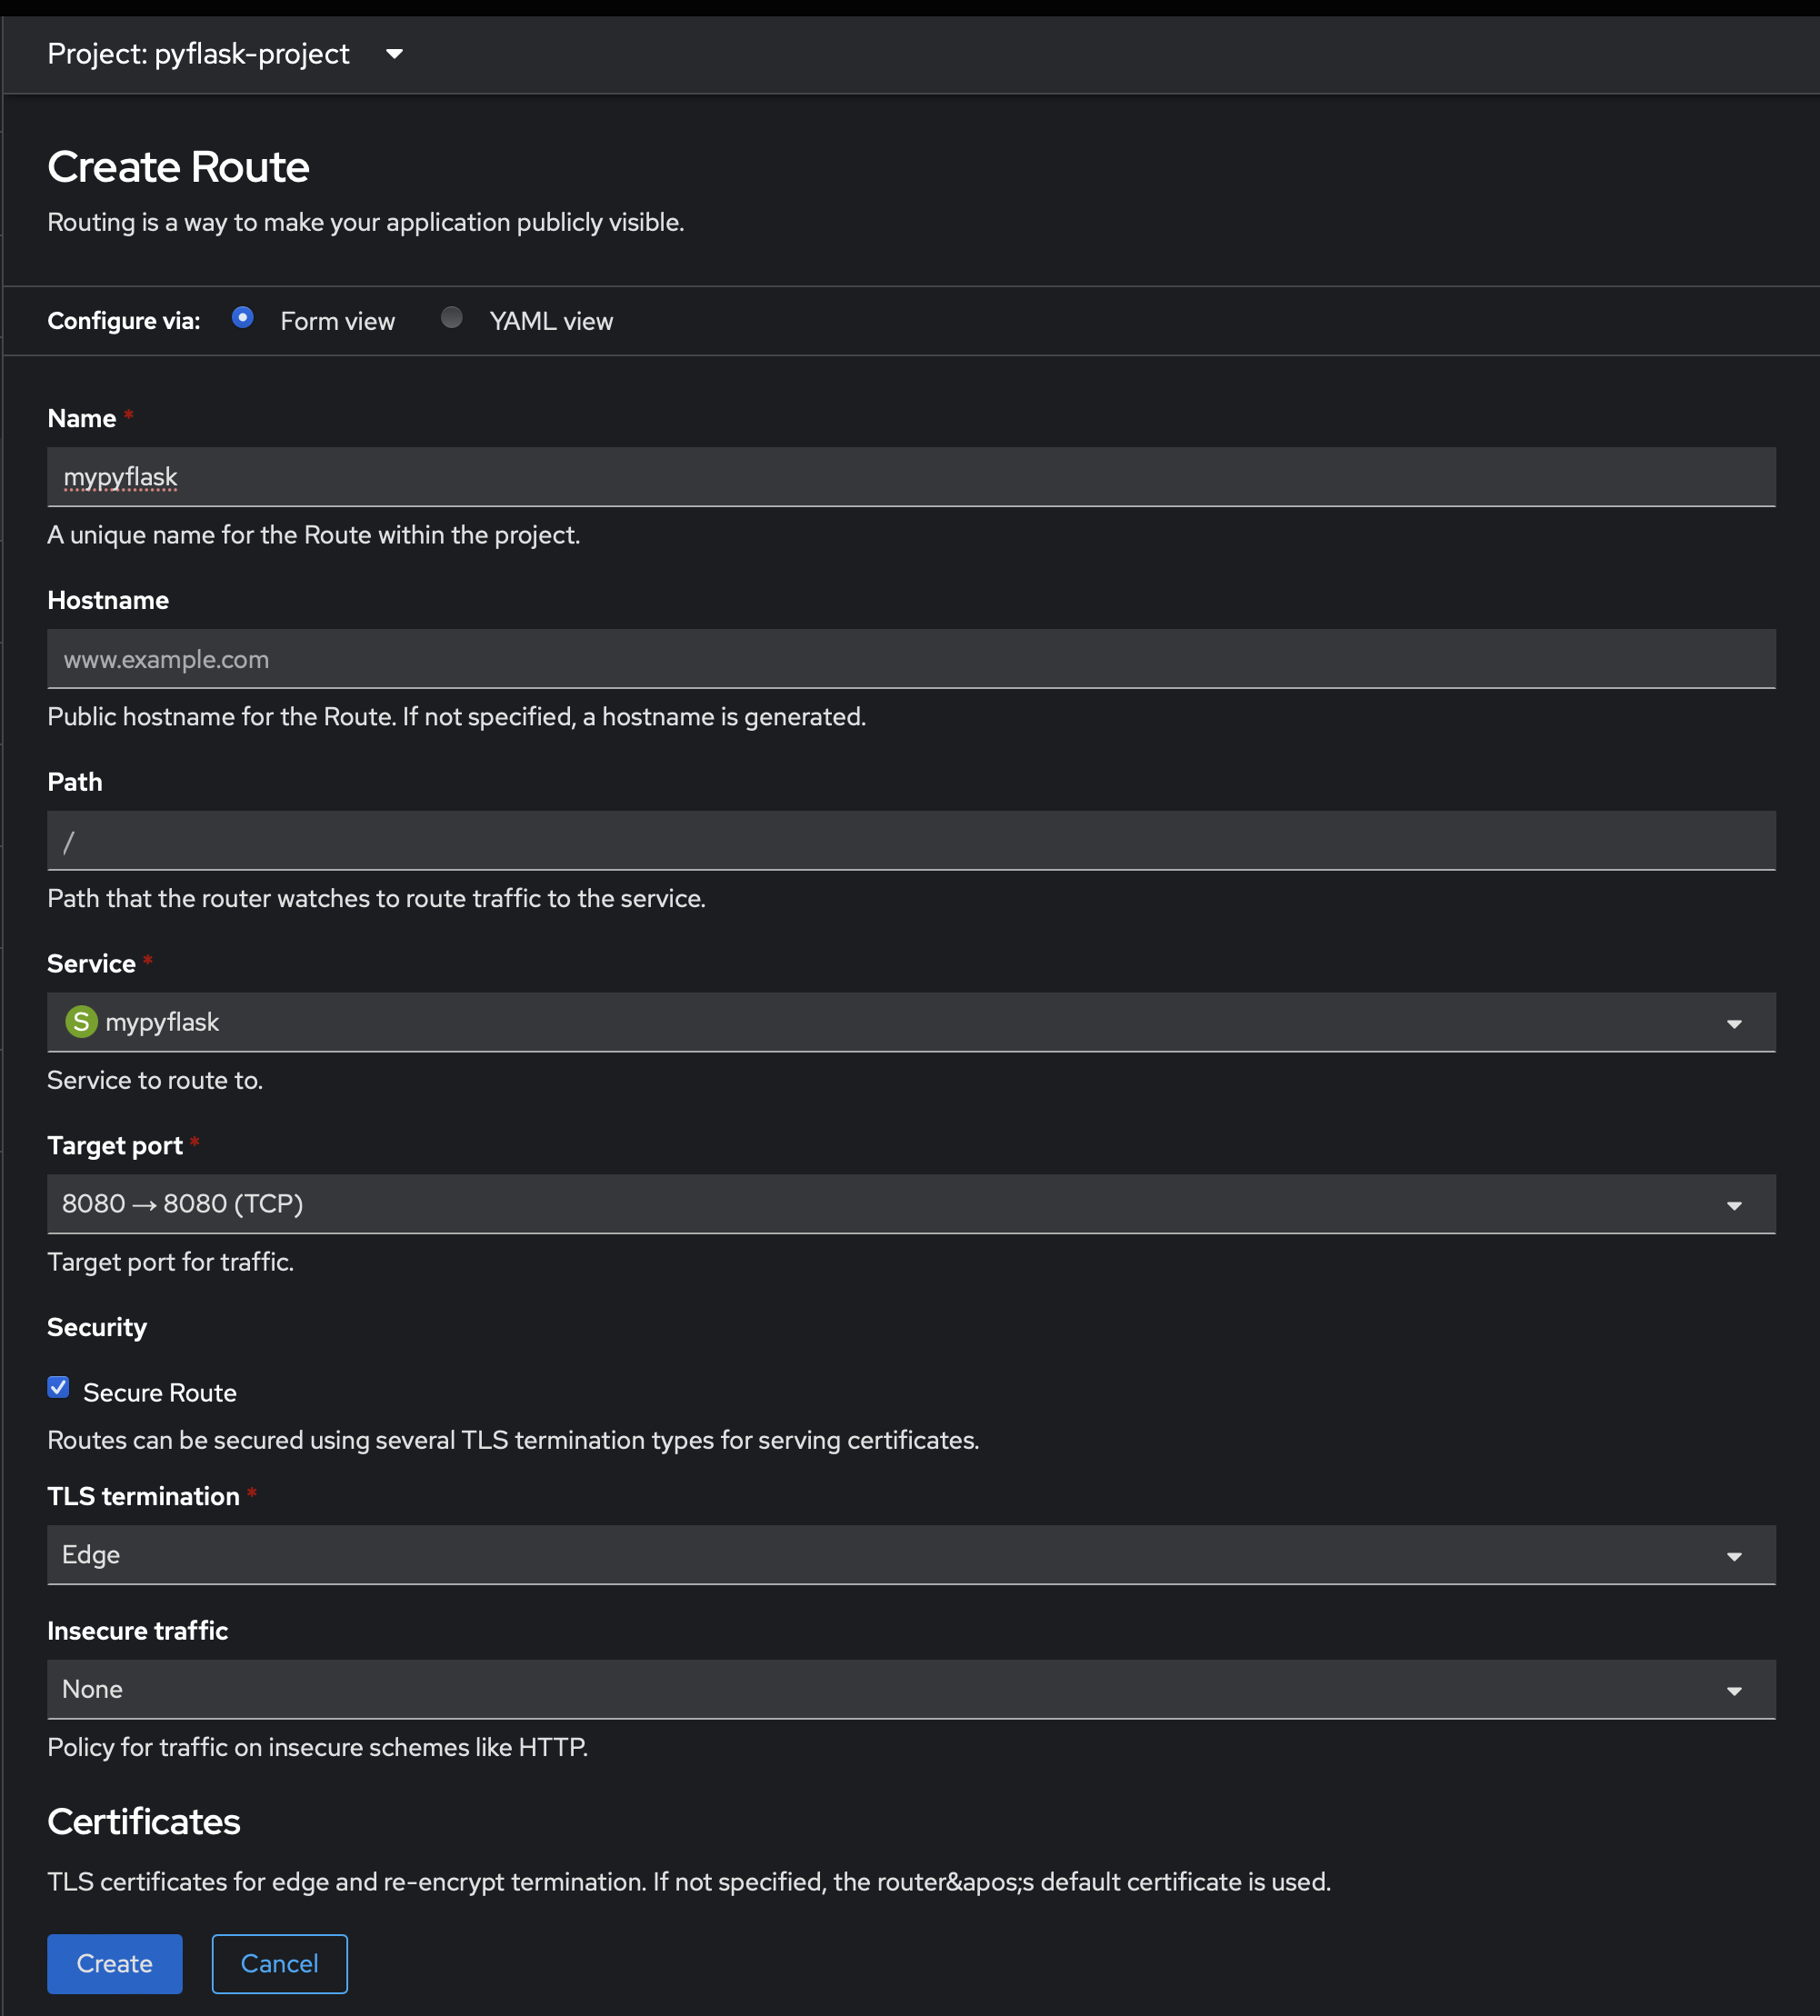 Project: pyflask-project
Create Route
Routing is a way to make your application publicly visible.
Configure via: Form view YAML view
Name *
mypyflask
A unique name for the Route within the project.
Hostname
www.example.com
Public hostname for the Route. If not specified, a hostname is generated.
Path
/
Path that the router watches to route traffic to the service.
Service *
S mypyflask
Service to route to.
Target port *
8080 → 8080 (TCP)
Target port for traffic.
Security
Secure Route
Routes can be secured using several TLS termination types for serving certificates.
TLS termination *
Edge
Insecure traffic
None
Policy for traffic on insecure schemes like HTTP.
Certificates
TLS certificates for edge and re-encrypt termination. If not specified, the router&apos;s default certificate is used.
Create Cancel